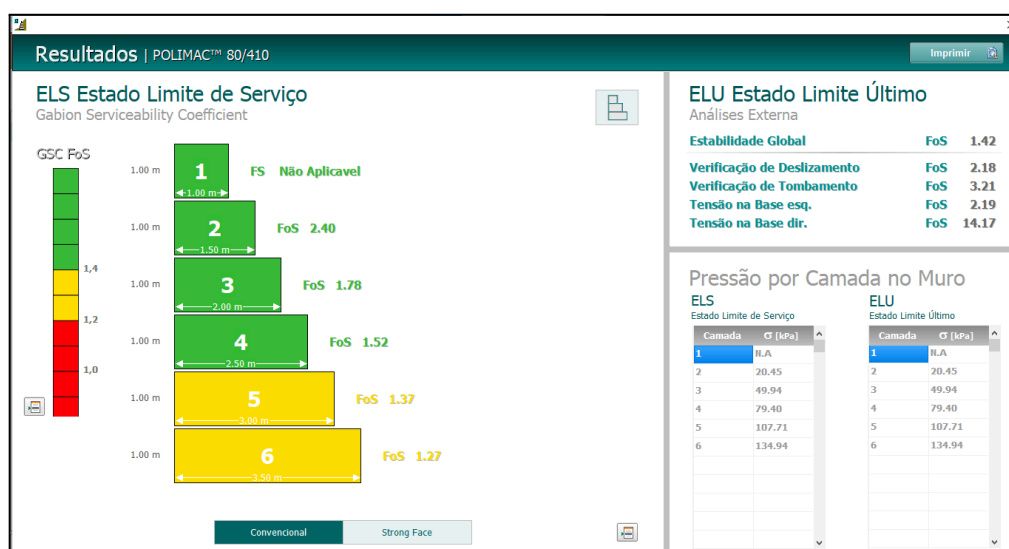 Resultados | POLIMAC™ 80/410
Imprimir
ELS Estado Limite de Serviço
Gabion Serviceability Coefficient
GSC FoS
1,4
1,2
1,0
1.00 m 1 FS Não Aplicavel
1.00 m
1.00 m 2 FoS 2.40
1.50 m
1.00 m 3 FoS 1.78
2.00 m
1.00 m 4 FoS 1.52
2.50 m
1.00 m 5 FoS 1.37
3.00 m
1.00 m 6 FoS 1.27
3.50 m
Convencional Strong Face
ELU Estado Limite Último
Análises Externa
Estabilidade Global FoS 1.42
Verificação de Deslizamento FoS 2.18
Verificação de Tombamento FoS 3.21
Tensão na Base esq. FoS 2.19
Tensão na Base dir. FoS 14.17
Pressão por Camada no Muro
ELS
Estado Limite de Serviço
Camada σ [kPa]
1 N.A
2 20.45
3 49.94
4 79.40
5 107.71
6 134.94
ELU
Estado Limite Último
Camada σ [kPa]
1 N.A
2 20.45
3 49.94
4 79.40
5 107.71
6 134.94